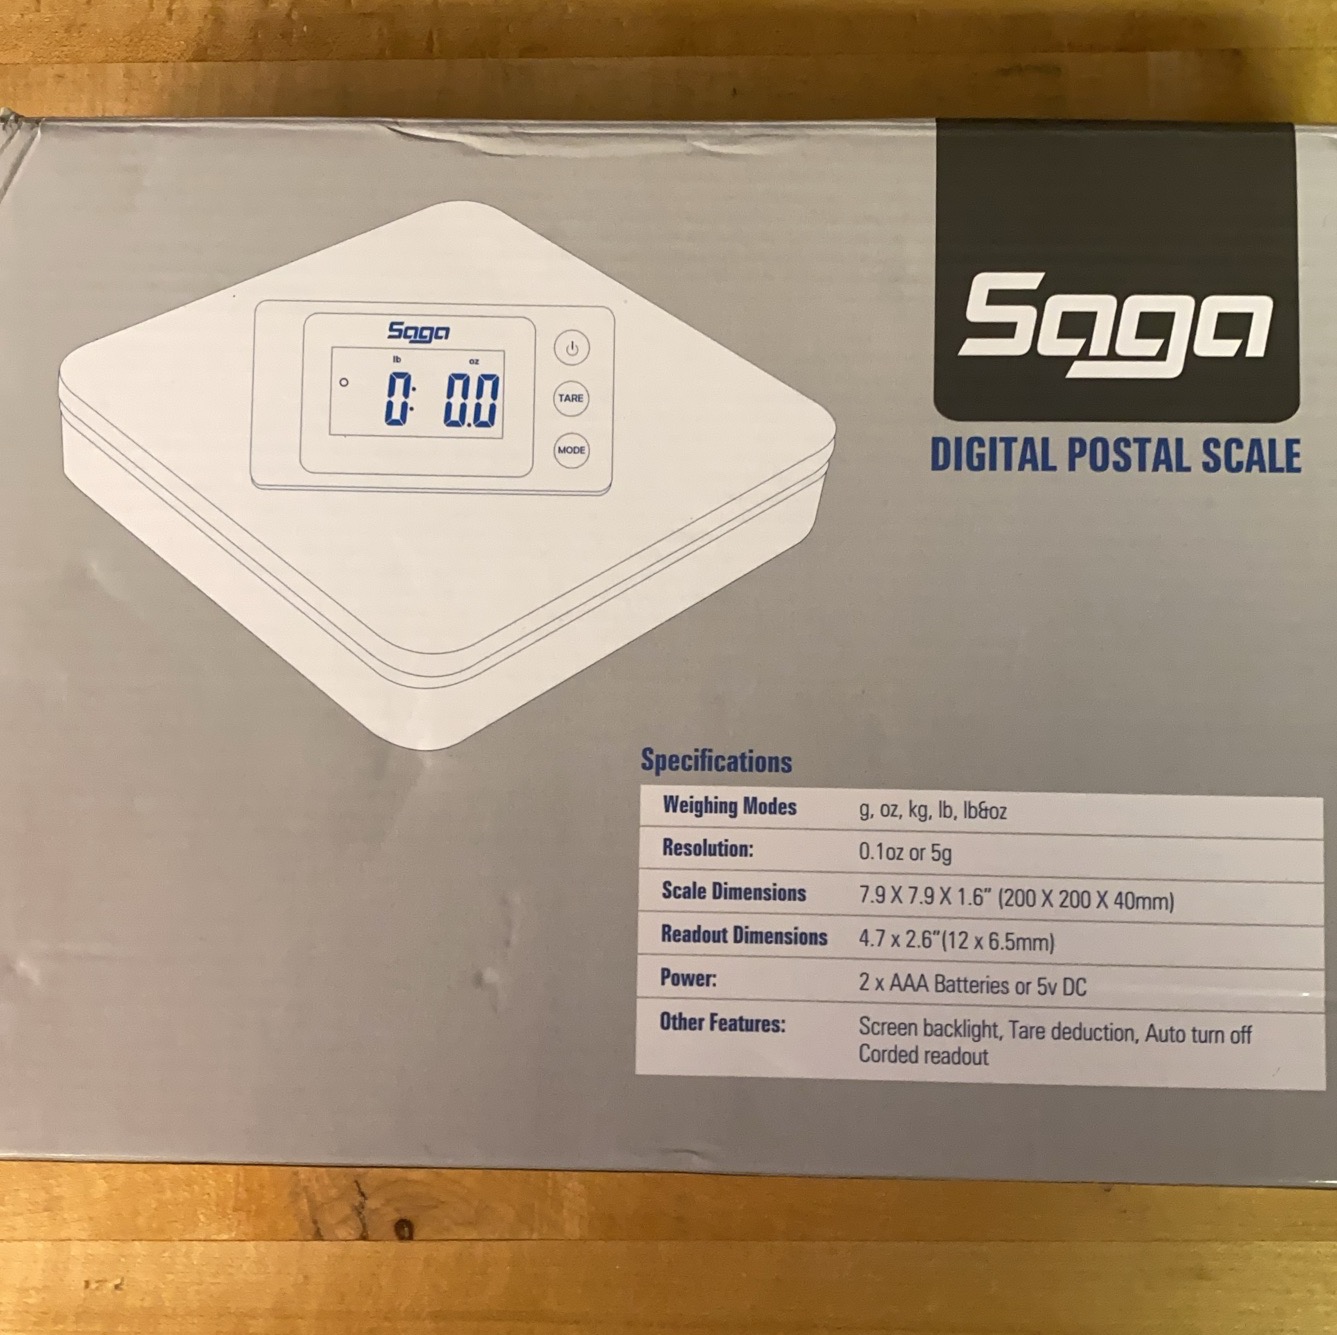 Saga
DIGITAL POSTAL SCALE
Saga
lb oz
0: 0.0
TARE
MODE
Specifications
Weighing Modes g, oz, kg, lb, lb&oz
Resolution: 0.1oz or 5g
Scale Dimensions 7.9 X 7.9 X 1.6" (200 X 200 X 40mm)
Readout Dimensions 4.7 x 2.6"(12 x 6.5mm)
Power: 2 x AAA Batteries or 5v DC
Other Features: Screen backlight, Tare deduction, Auto turn off
Corded readout